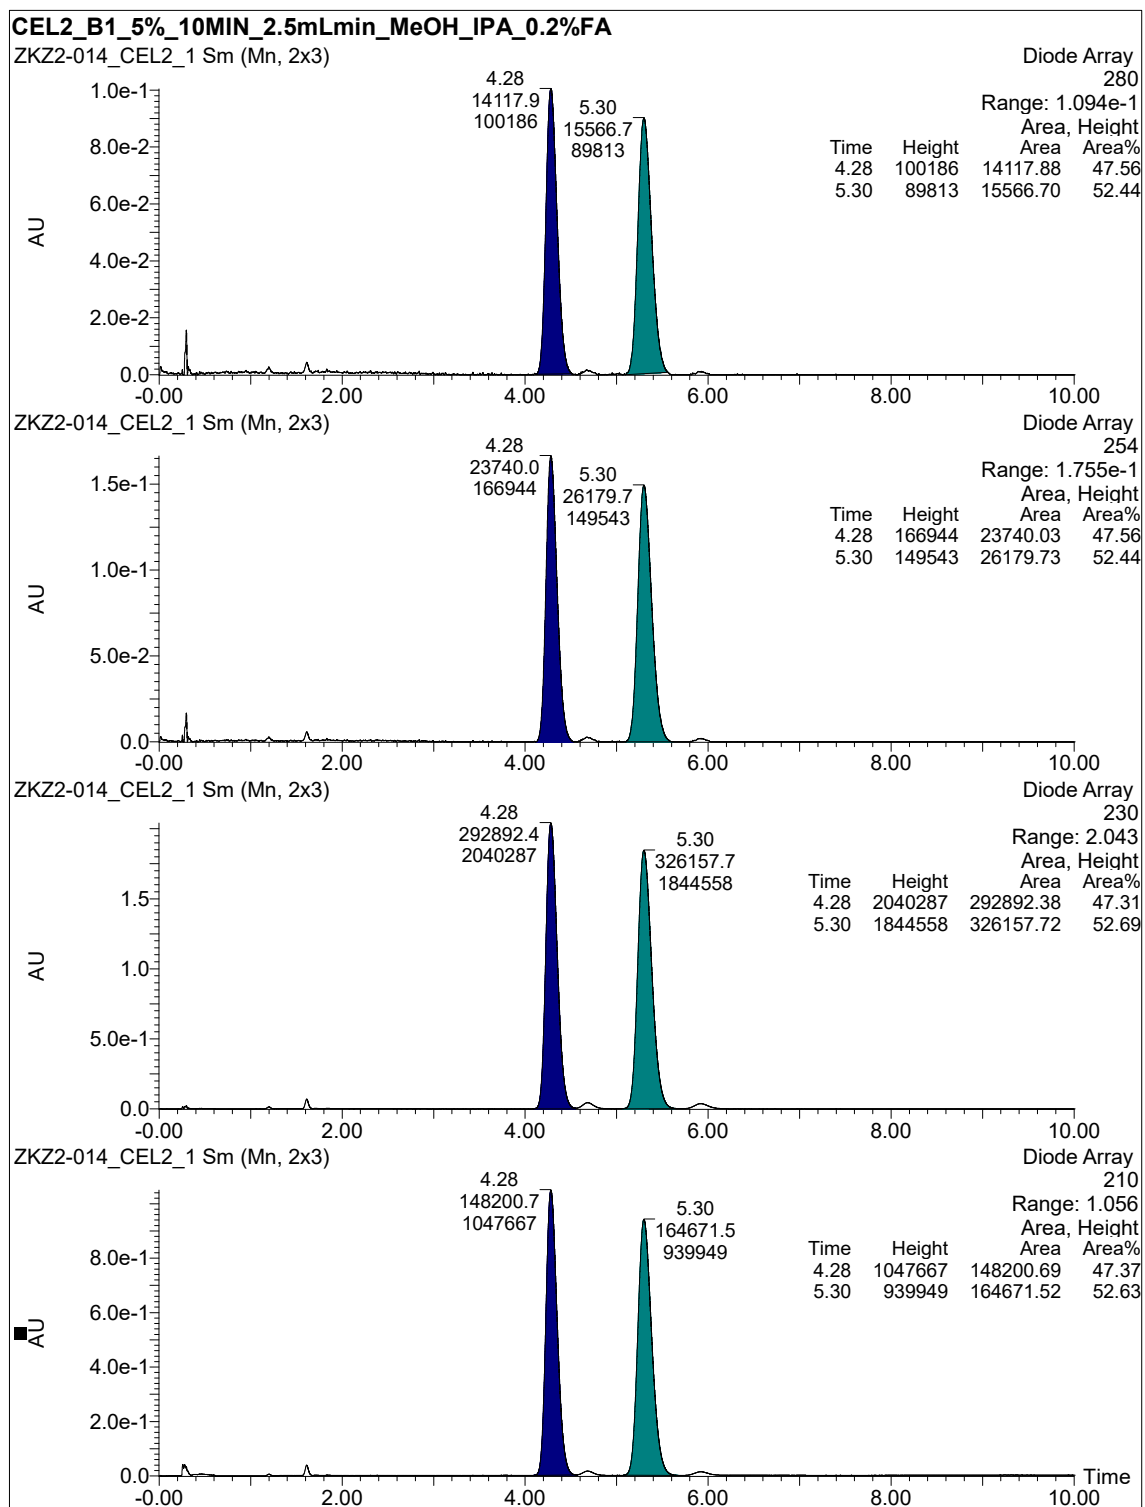 CEL2_B1_5%_10MIN_2.5mLmin_MeOH_IPA_0.2%FA
ZKZ2-014_CEL2_1 Sm (Mn, 2x3)
Diode Array
280
Range: 1.094e-1
Area, Height
Time Height Area Area%
4.28 100186 14117.88 47.56
5.30 89813 15566.70 52.44
4.28
14117.9
100186
5.30
15566.7
89813
AU
1.0e-1
8.0e-2
6.0e-2
4.0e-2
2.0e-2
0.0
-0.00 2.00 4.00 6.00 8.00 10.00
ZKZ2-014_CEL2_1 Sm (Mn, 2x3)
Diode Array
254
Range: 1.755e-1
Area, Height
Time Height Area Area%
4.28 166944 23740.03 47.56
5.30 149543 26179.73 52.44
4.28
23740.0
166944
5.30
26179.7
149543
AU
1.5e-1
1.0e-1
5.0e-2
0.0
-0.00 2.00 4.00 6.00 8.00 10.00
ZKZ2-014_CEL2_1 Sm (Mn, 2x3)
Diode Array
230
Range: 2.043
Area, Height
Time Height Area Area%
4.28 2040287 292892.38 47.31
5.30 1844558 326157.72 52.69
4.28
292892.4
2040287
5.30
326157.7
1844558
AU
1.5
1.0
5.0e-1
0.0
-0.00 2.00 4.00 6.00 8.00 10.00
ZKZ2-014_CEL2_1 Sm (Mn, 2x3)
Diode Array
210
Range: 1.056
Area, Height
Time Height Area Area%
4.28 1047667 148200.69 47.37
5.30 939949 164671.52 52.63
4.28
148200.7
1047667
5.30
164671.5
939949
AU
8.0e-1
6.0e-1
4.0e-1
2.0e-1
0.0
Time
-0.00 2.00 4.00 6.00 8.00 10.00